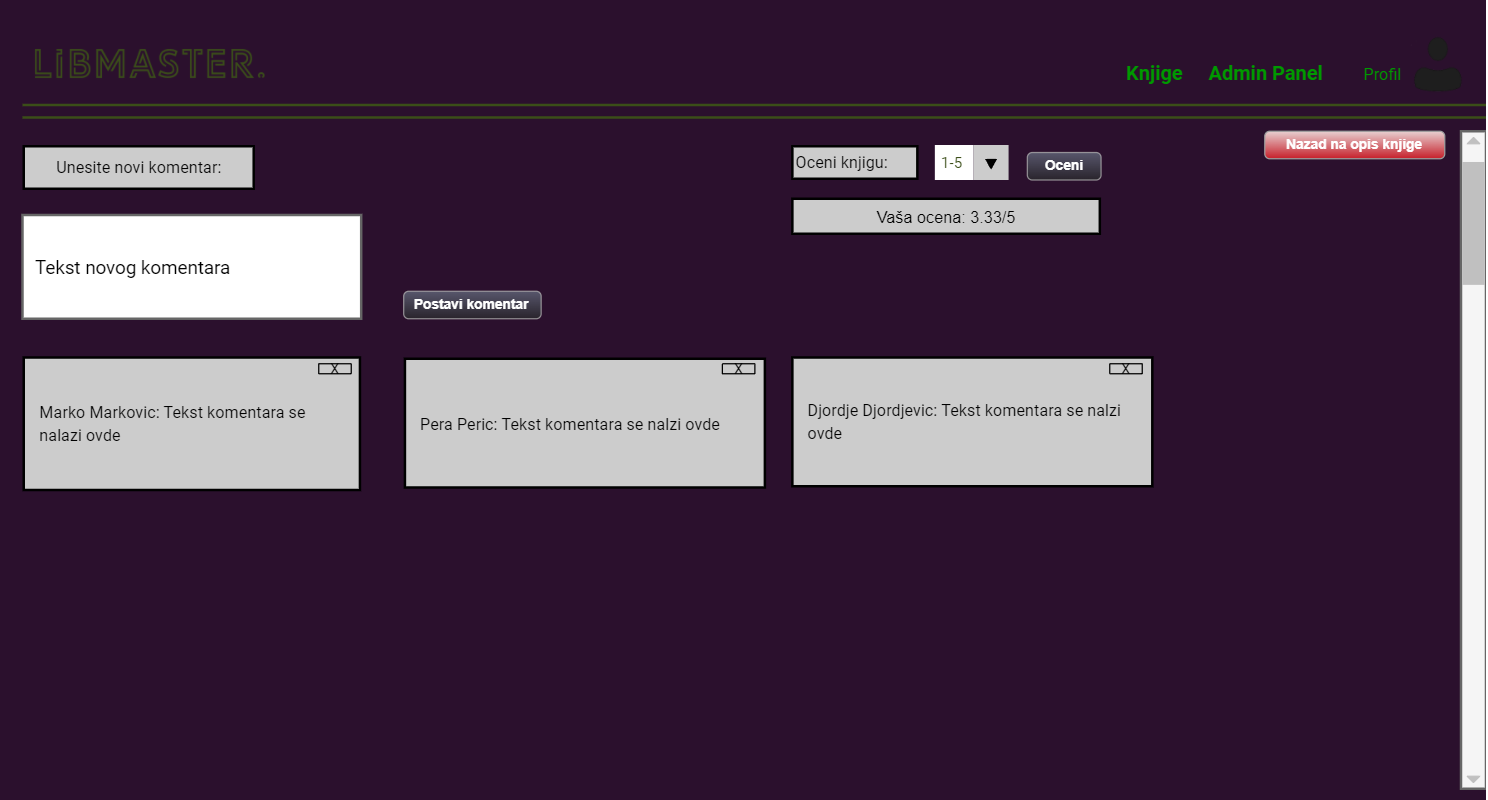 LiBMASTER.
Knjige
Admin Panel
Profil
Nazad na opis knjige
Unesite novi komentar:
Oceni knjigu:
1-5
Oceni
Vaša ocena: 3.33/5
Tekst novog komentara
Postavi komentar
X
Marko Markovic: Tekst komentara se
nalazi ovde
X
Pera Peric: Tekst komentara se nalzi ovde
X
Djordje Djordjevic: Tekst komentara se nalzi
ovde